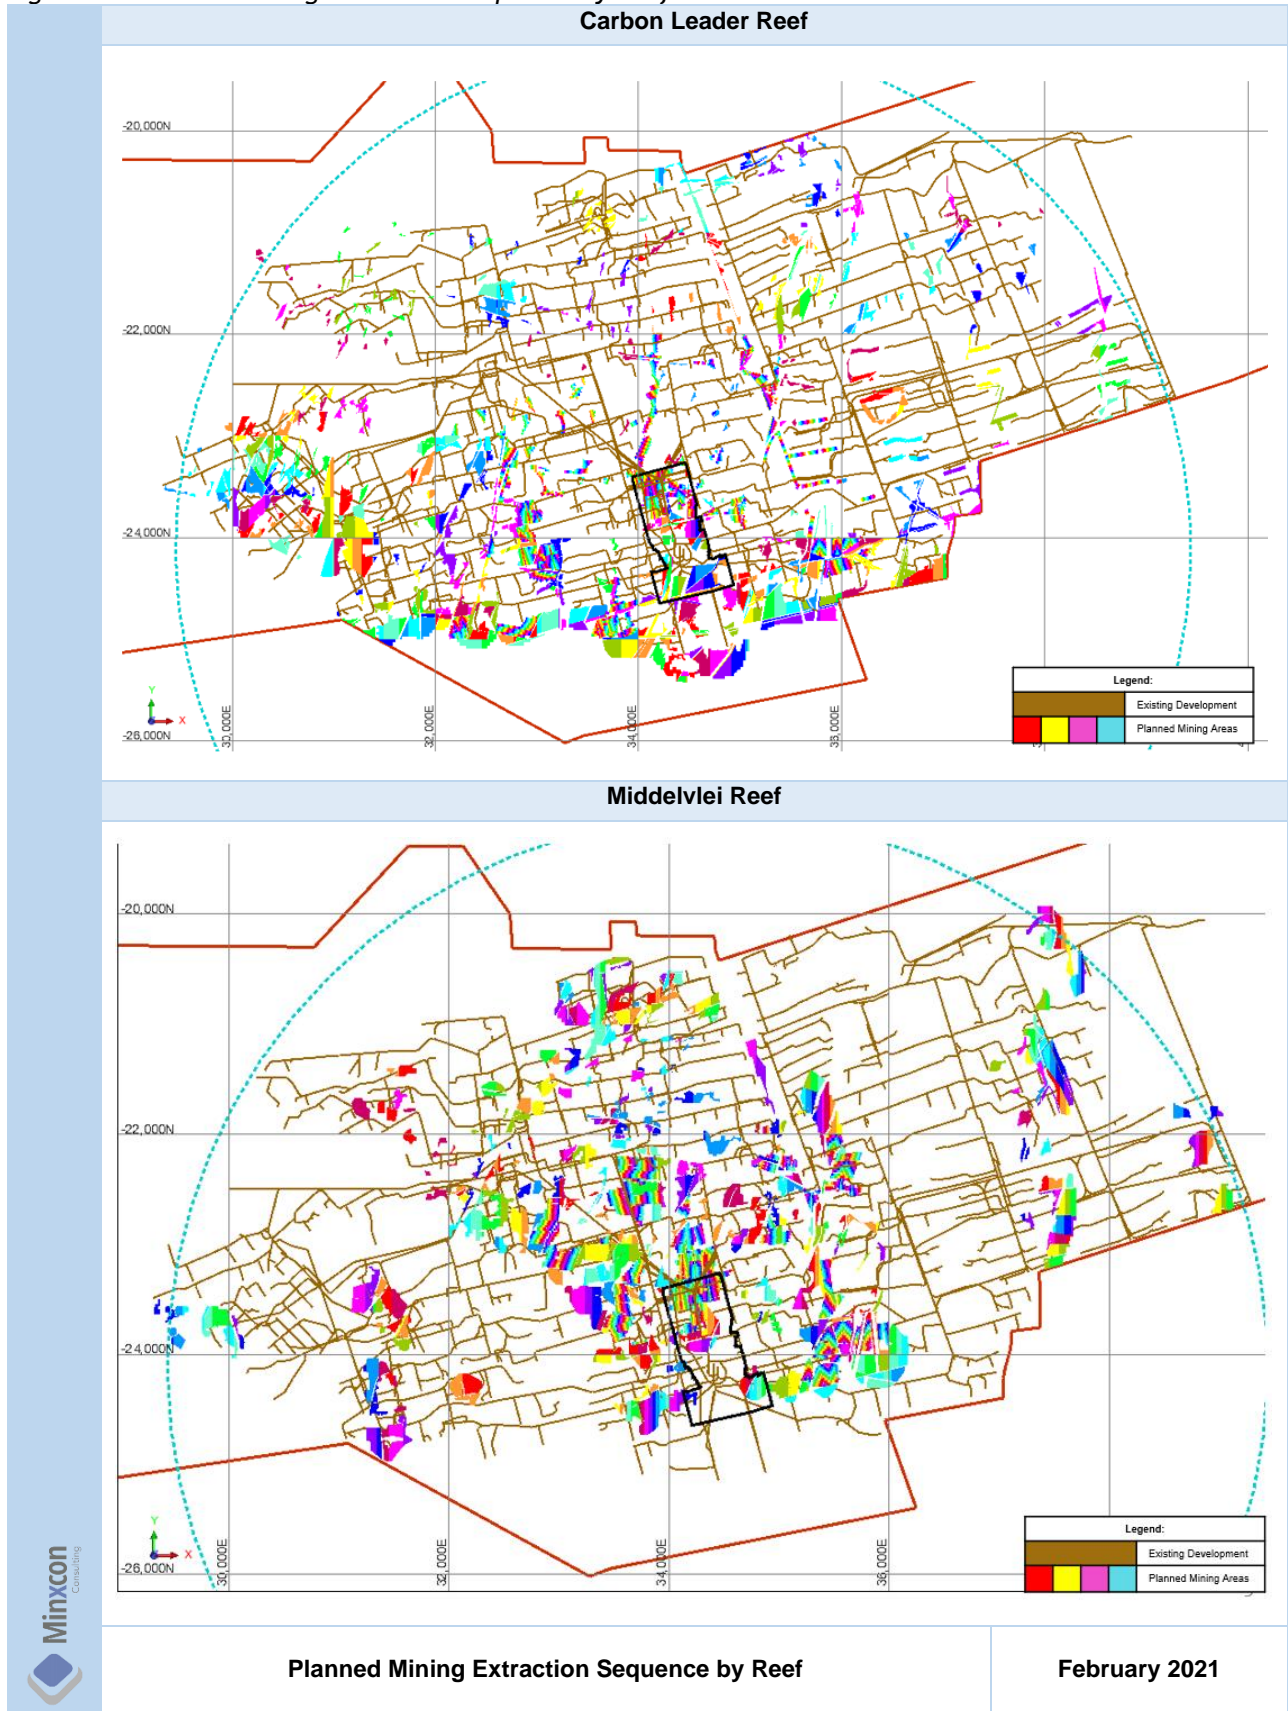 Carbon Leader Reef
-20,000N
-22,000N
-24,000N
-26,000N
30,000E
32,000E
34,000E
36,000E
Y
X
Legend:
Existing Development
Planned Mining Areas
Middelvlei Reef
-20,000N
-22,000N
-24,000N
-26,000N
30,000E
32,000E
34,000E
36,000E
Y
X
Legend:
Existing Development
Planned Mining Areas
Minxcon
Consulting
Planned Mining Extraction Sequence by Reef
February 2021